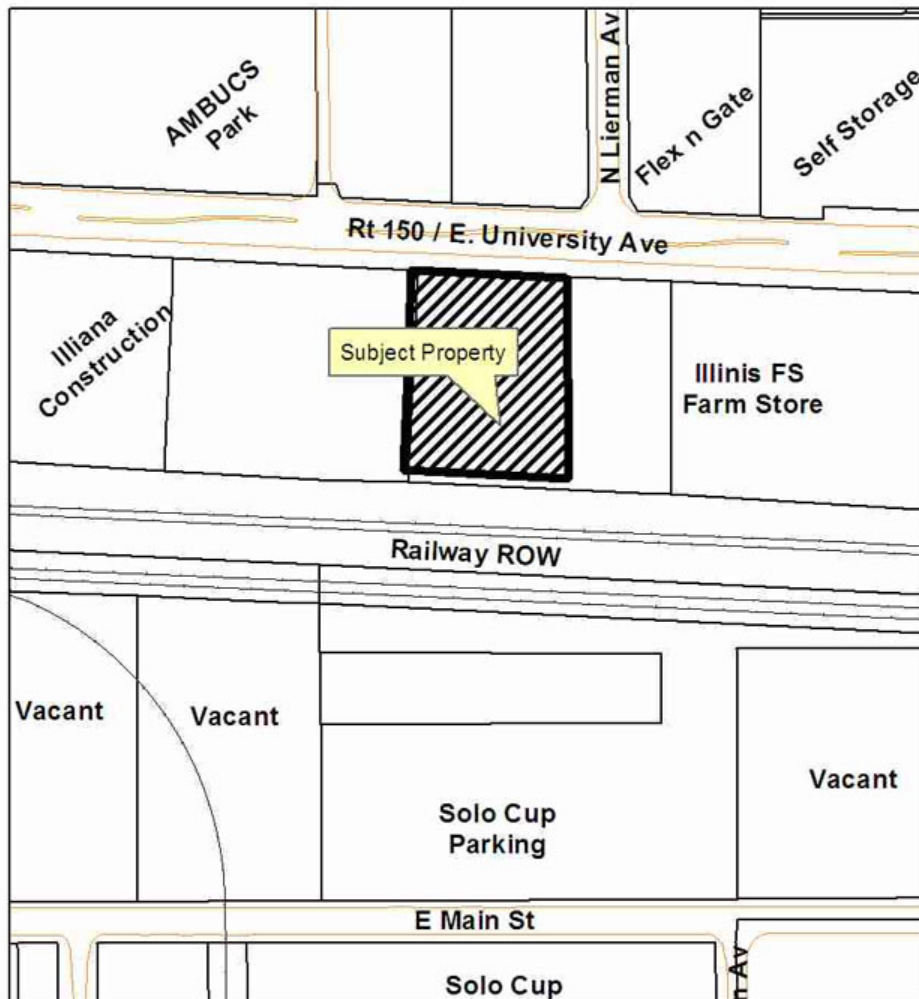 AMBUCS
Park
N Lierman Av
Flex n Gate
Self Storage
Rt 150 / E. University Ave
Illiana
Construction
Subject Property
Illinis FS
Farm Store
Railway ROW
Vacant
Vacant
Vacant
Solo Cup
Parking
E Main St
Solo Cup
Av